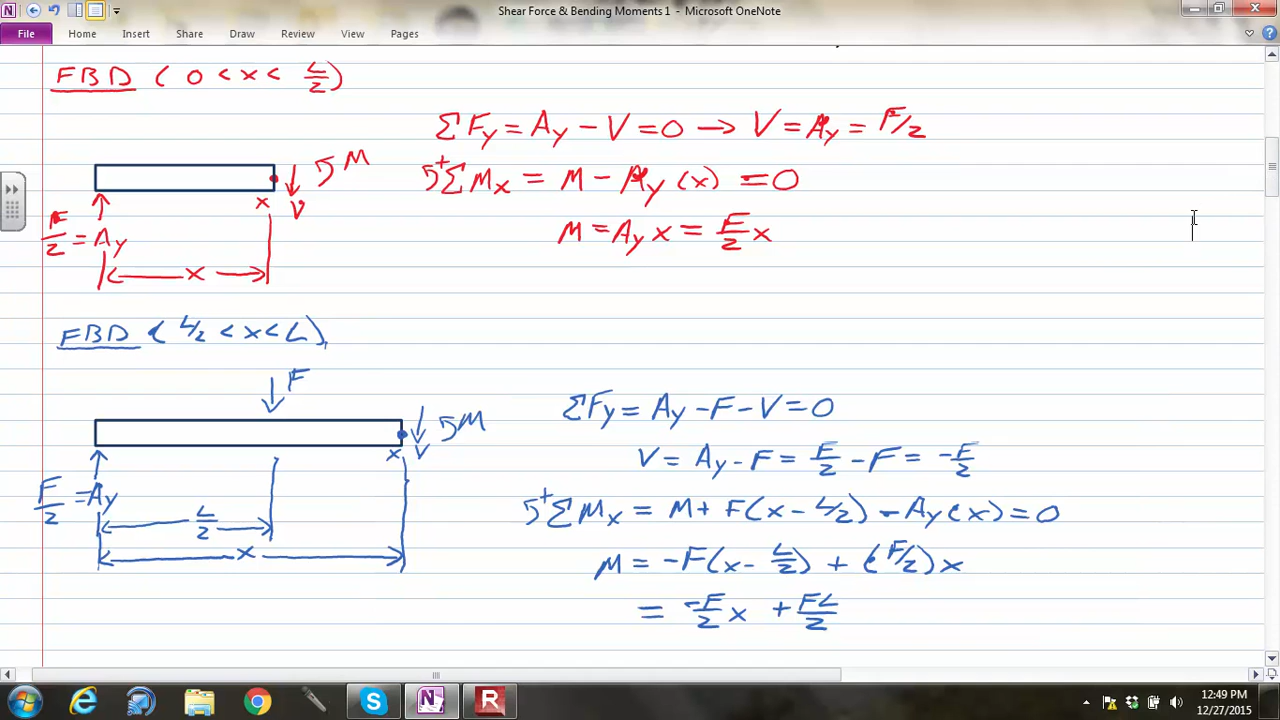 Shear Force & Bending Moments 1 - Microsoft OneNote
File Home Insert Share Draw Review View Pages
FBD ( 0 < x < L/2 )
ΣFy = Ay - V = 0 → V = Ay = F/2
+ΣMx = M - Ay (x) = 0
M = Ay x = F/2 x
M
V
x
F/2 = Ay
x
FBD ( L/2 < x < L )
F
M
V
x
F/2 = Ay
L/2
x
ΣFy = Ay - F - V = 0
V = Ay - F = F/2 - F = -F/2
+ΣMx = M + F(x - L/2) - Ay (x) = 0
M = -F(x - L/2) + (F/2) x
= -F/2 x + FL/2
12:49 PM
12/27/2015